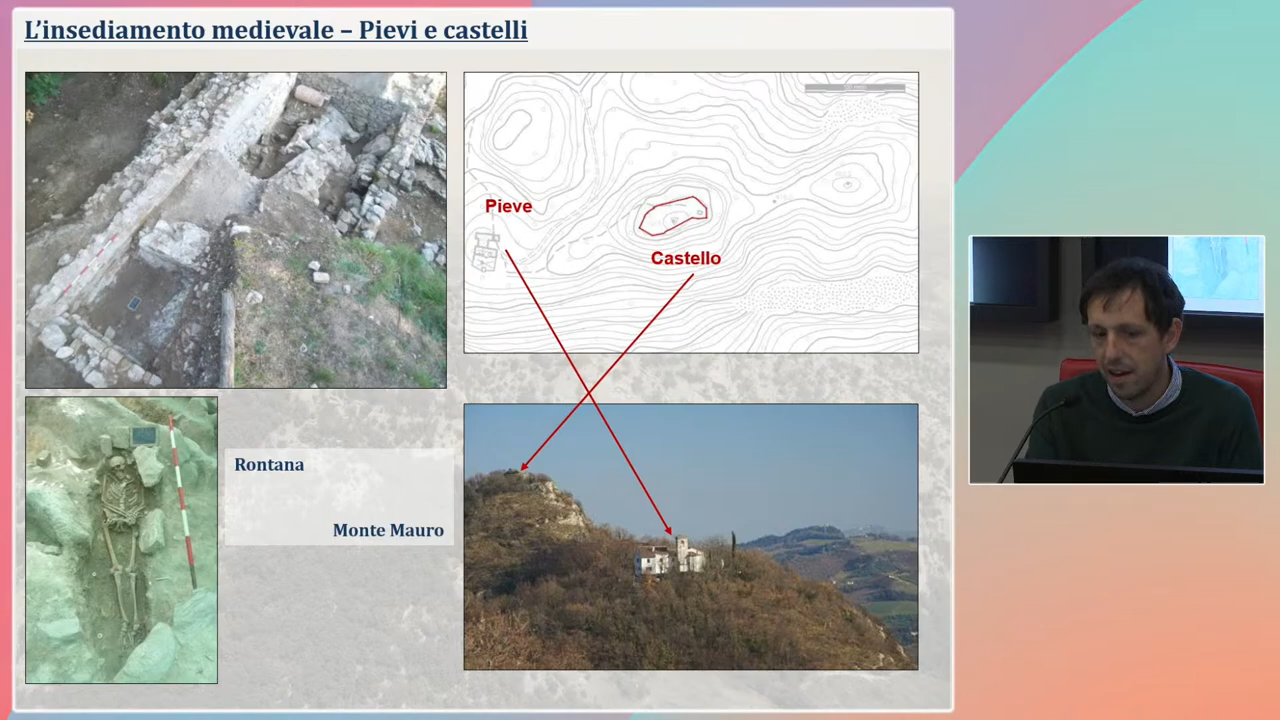 L'insediamento medievale – Pievi e castelli
Pieve
Castello
Rontana
Monte Mauro